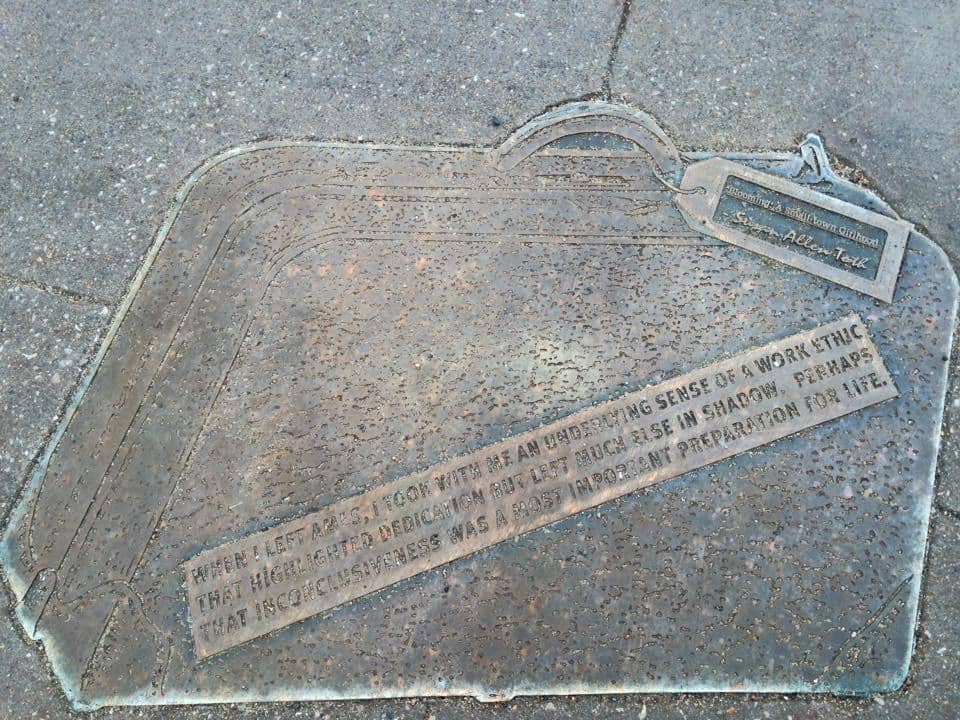 Blooming: A Small-town Girlhood
Susan Allen Toth
WHEN I LEFT AMES, I TOOK WITH ME AN UNDERLYING SENSE OF A WORK ETHIC
THAT HIGHLIGHTED DEDICATION BUT LEFT MUCH ELSE IN SHADOW. PERHAPS
THAT INCONCLUSIVENESS WAS A MOST IMPORTANT PREPARATION FOR LIFE.